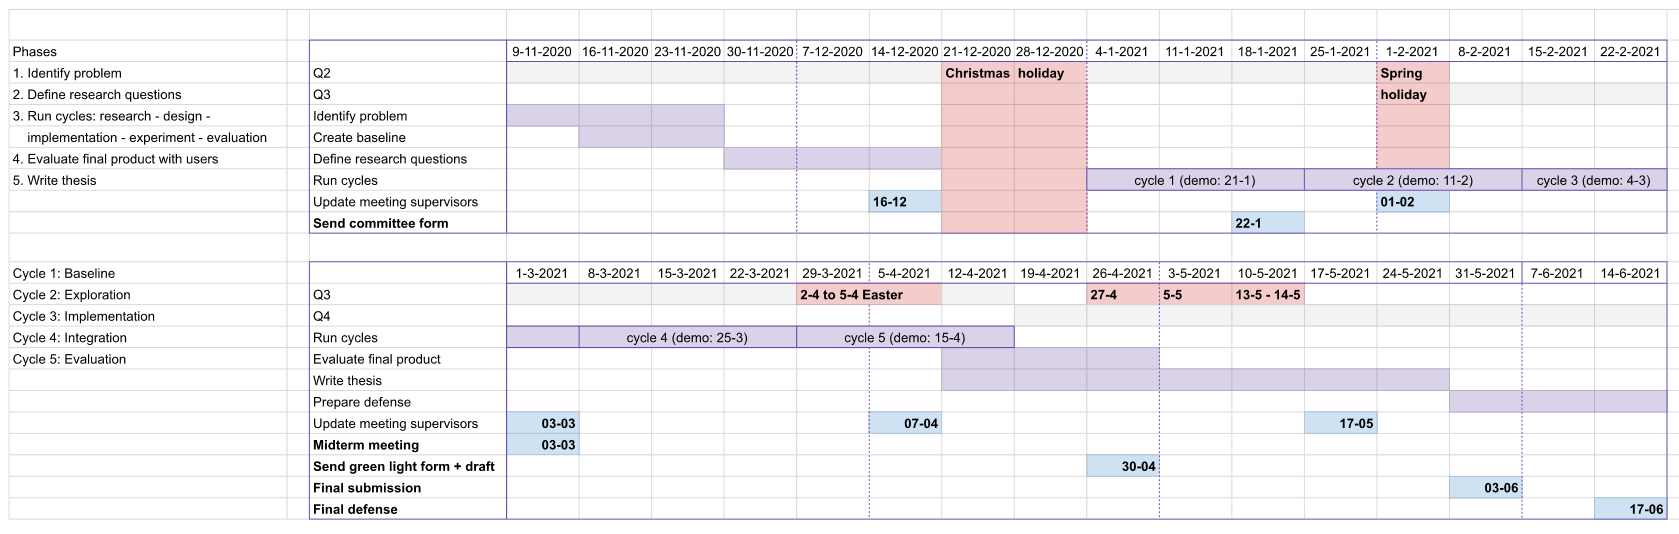 Phases 9-11-2020 16-11-2020 23-11-2020 30-11-2020 7-12-2020 14-12-2020 21-12-2020 28-12-2020 4-1-2021 11-1-2021 18-1-2021 25-1-2021 1-2-2021 8-2-2021 15-2-2021 22-2-2021
1. Identify problem Q2 Christmas holiday Spring
2. Define research questions Q3 holiday
3. Run cycles: research - design - Identify problem
implementation - experiment - evaluation Create baseline
4. Evaluate final product with users Define research questions
5. Write thesis Run cycles cycle 1 (demo: 21-1) cycle 2 (demo: 11-2) cycle 3 (demo: 4-3)
Update meeting supervisors 16-12 01-02
Send committee form 22-1
Cycle 1: Baseline 1-3-2021 8-3-2021 15-3-2021 22-3-2021 29-3-2021 5-4-2021 12-4-2021 19-4-2021 26-4-2021 3-5-2021 10-5-2021 17-5-2021 24-5-2021 31-5-2021 7-6-2021 14-6-2021
Cycle 2: Exploration Q3 2-4 to 5-4 Easter 27-4 5-5 13-5 - 14-5
Cycle 3: Implementation Q4
Cycle 4: Integration Run cycles cycle 4 (demo: 25-3) cycle 5 (demo: 15-4)
Cycle 5: Evaluation Evaluate final product
Write thesis
Prepare defense
Update meeting supervisors 03-03 07-04 17-05
Midterm meeting 03-03
Send green light form + draft 30-04
Final submission 03-06
Final defense 17-06